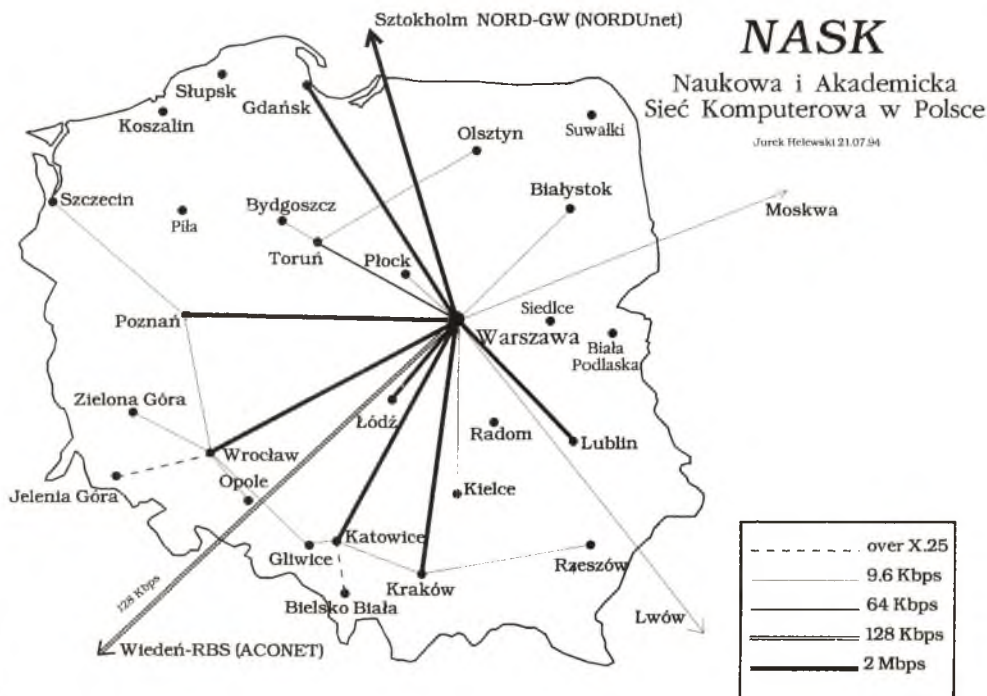 Sztokholm NORD-GW (NORDUnet)
NASK
Naukowa i Akademicka
Sieć Komputerowa w Polsce
Jurek Helewski 21.07.94
Słupsk
Gdańsk
Koszalin
Olsztyn
Suwałki
Szczecin
Piła
Bydgoszcz
Toruń
Płock
Białystok
Moskwa
Poznań
Warszawa
Siedlce
Biała
Podlaska
Zielona Góra
Łódź
Radom
Lublin
Wrocław
Jelenia Góra
Opole
Kielce
Gliwice
Katowice
Kraków
Rzeszów
Bielsko Biała
128 Kbps
Lwów
Wiedeń-RBS (ACONET)
over X.25
9.6 Kbps
64 Kbps
128 Kbps
2 Mbps